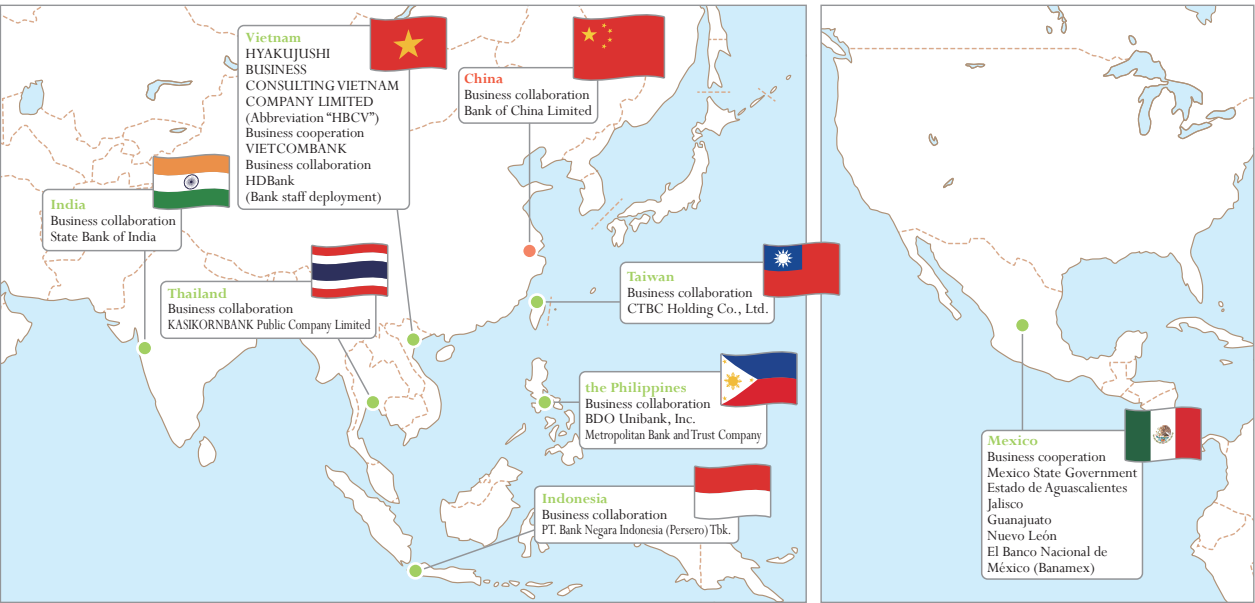 Vietnam
HYAKUJUSHI
BUSINESS
CONSULTING VIETNAM
COMPANY LIMITED
(Abbreviation “HBCV”)
Business cooperation
VIETCOMBANK
Business collaboration
HDBank
(Bank staff deployment)
China
Business collaboration
Bank of China Limited
India
Business collaboration
State Bank of India
Thailand
Business collaboration
KASIKORNBANK Public Company Limited
Taiwan
Business collaboration
CTBC Holding Co., Ltd.
the Philippines
Business collaboration
BDO Unibank, Inc.
Metropolitan Bank and Trust Company
Indonesia
Business collaboration
PT. Bank Negara Indonesia (Persero) Tbk.
Mexico
Business cooperation
Mexico State Government
Estado de Aguascalientes
Jalisco
Guanajuato
Nuevo León
El Banco Nacional de
México (Banamex)